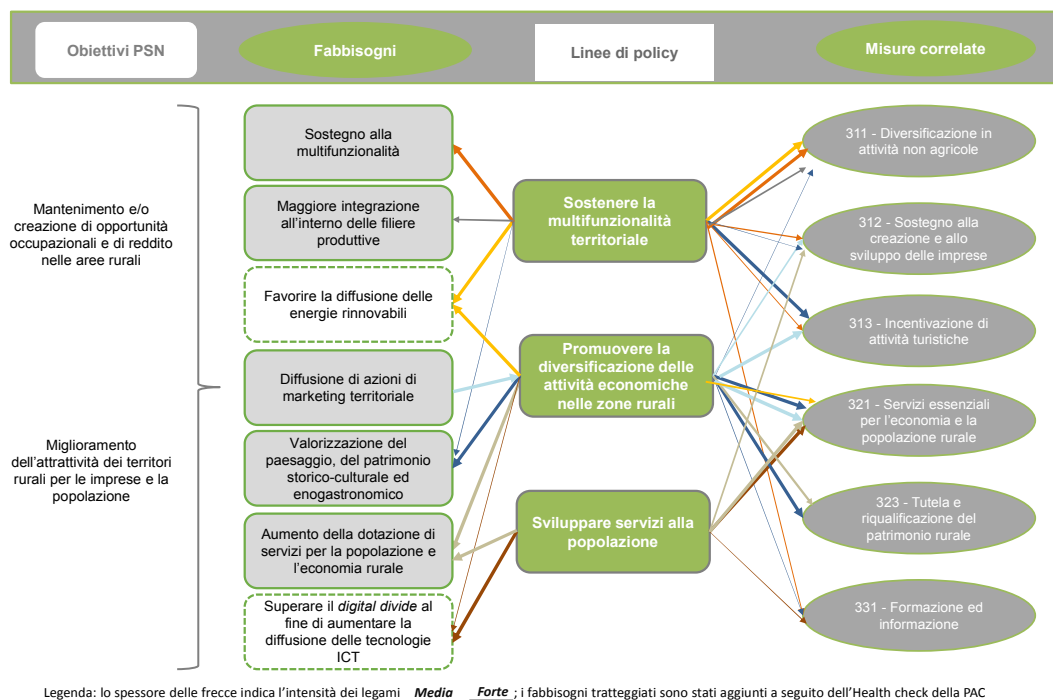 Obiettivi PSN
Fabbisogni
Linee di policy
Misure correlate
Mantenimento e/o
creazione di opportunità
occupazionali e di reddito
nelle aree rurali
Miglioramento
dell'attrattività dei territori
rurali per le imprese e la
popolazione
Sostegno alla
multifunzionalità
Maggiore integrazione
all'interno delle filiere
produttive
Favorire la diffusione delle
energie rinnovabili
Diffusione di azioni di
marketing territoriale
Valorizzazione del
paesaggio, del patrimonio
storico-culturale ed
enogastronomico
Aumento della dotazione di
servizi per la popolazione e
l'economia rurale
Superare il digital divide al
fine di aumentare la
diffusione delle tecnologie
ICT
Sostenere la
multifunzionalità
territoriale
Promuovere la
diversificazione delle
attività economiche
nelle zone rurali
Sviluppare servizi alla
popolazione
311 - Diversificazione in
attività non agricole
312 - Sostegno alla
creazione e allo
sviluppo delle imprese
313 - Incentivazione di
attività turistiche
321 - Servizi essenziali
per l'economia e la
popolazione rurale
323 - Tutela e
riqualificazione del
patrimonio rurale
331 - Formazione ed
informazione
Legenda: lo spessore delle frecce indica l'intensità dei legami Media Forte ; i fabbisogni tratteggiati sono stati aggiunti a seguito dell'Health check della PAC